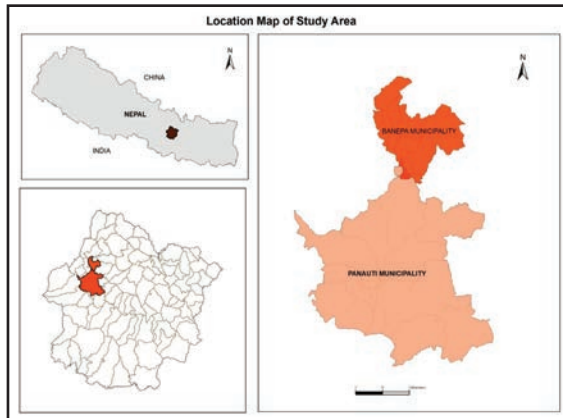 Location Map of Study Area
N
CHINA
NEPAL
INDIA
N
BANEPA MUNICIPALITY
PANAUTI MUNICIPALITY